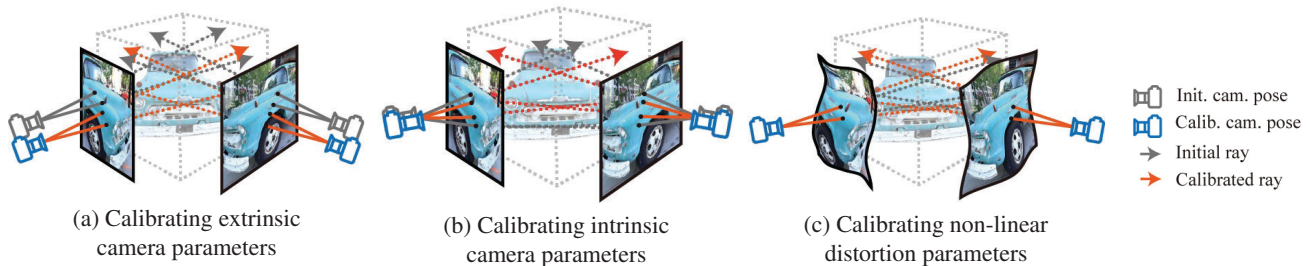 Init. cam. pose
Calib. cam. pose
Initial ray
Calibrated ray
(a) Calibrating extrinsic
camera parameters
(b) Calibrating intrinsic
camera parameters
(c) Calibrating non-linear
distortion parameters